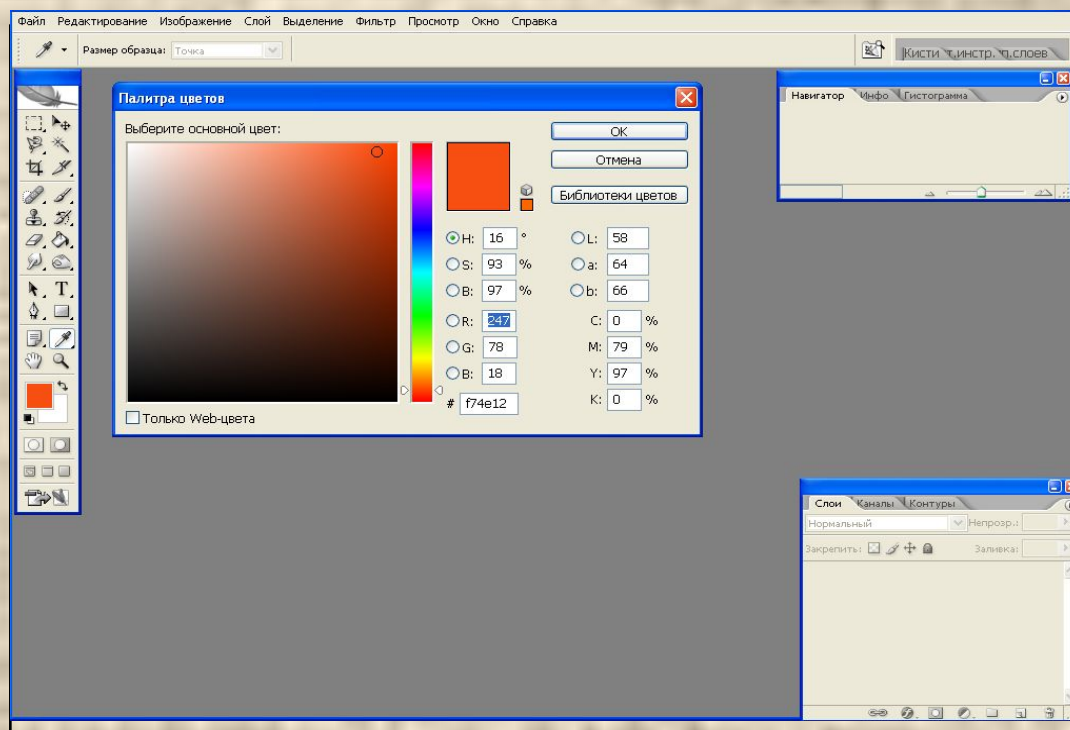 Файл Редактирование Изображение Слой Выделение Фильтр Просмотр Окно Справка
Размер образца: Точка
Кисти т.инстр. п.слоев
Палитра цветов
Навигатор Инфо Гистограмма
Выберите основной цвет:
OK
Отмена
Библиотеки цветов
H: 16 ° L: 58
S: 93 % a: 64
B: 97 % b: 66
R: 247 C: 0 %
G: 78 M: 79 %
B: 18 Y: 97 %
# f74e12 K: 0 %
Только Web-цвета
T
Слои Каналы Контуры
Нормальный Непрозр.:
Закрепить: Заливка: